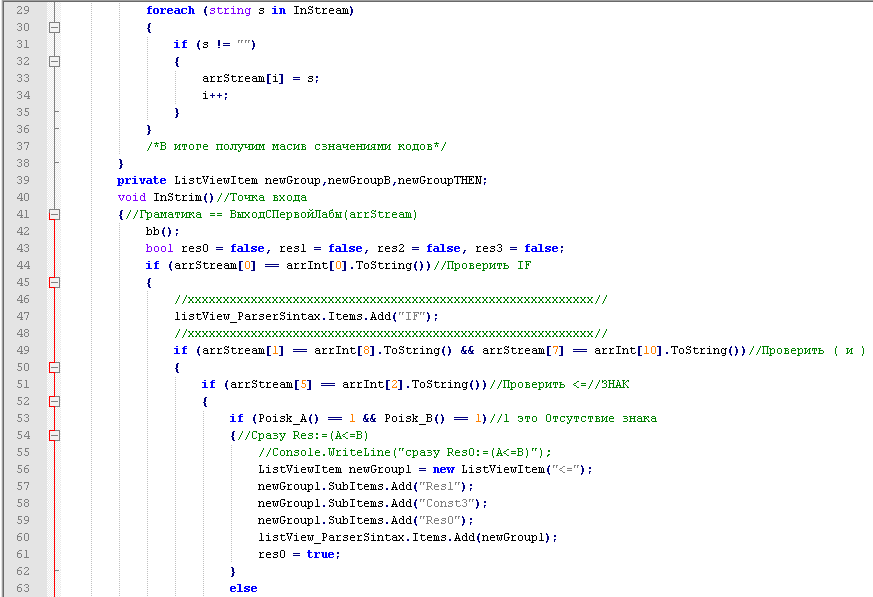 29 foreach (string s in InStream)
30 {
31 if (s != "")
32 {
33 arrStream[i] = s;
34 i++;
35 }
36 }
37 /*В итоге получим масив сзначениями кодов*/
38 }
39 private ListViewItem newGroup,newGroupB,newGroupTHEN;
40 void InStrim()//Точка входа
41 {//Граматика == ВыходСПервойЛабы(arrStream)
42 bb();
43 bool res0 = false, res1 = false, res2 = false, res3 = false;
44 if (arrStream[0] == arrInt[0].ToString())//Проверить IF
45 {
46 //xxxxxxxxxxxxxxxxxxxxxxxxxxxxxxxxxxxxxxxxxxxxxxxxxxxxxxxxxx//
47 listView_ParserSintax.Items.Add("IF");
48 //xxxxxxxxxxxxxxxxxxxxxxxxxxxxxxxxxxxxxxxxxxxxxxxxxxxxxxxxxx//
49 if (arrStream[1] == arrInt[8].ToString() && arrStream[7] == arrInt[10].ToString())//Проверить ( и )
50 {
51 if (arrStream[5] == arrInt[2].ToString())//Проверить <=//ЗНАК
52 {
53 if (Poisk_A() == 1 && Poisk_B() == 1)//1 это Отсутствие знака
54 {//Сразу Res:=(A<=B)
55 //Console.WriteLine("сразу Res0:=(A<=B)");
56 ListViewItem newGroup1 = new ListViewItem("<=");
57 newGroup1.SubItems.Add("Res1");
58 newGroup1.SubItems.Add("Const3");
59 newGroup1.SubItems.Add("Res0");
60 listView_ParserSintax.Items.Add(newGroup1);
61 res0 = true;
62 }
63 else